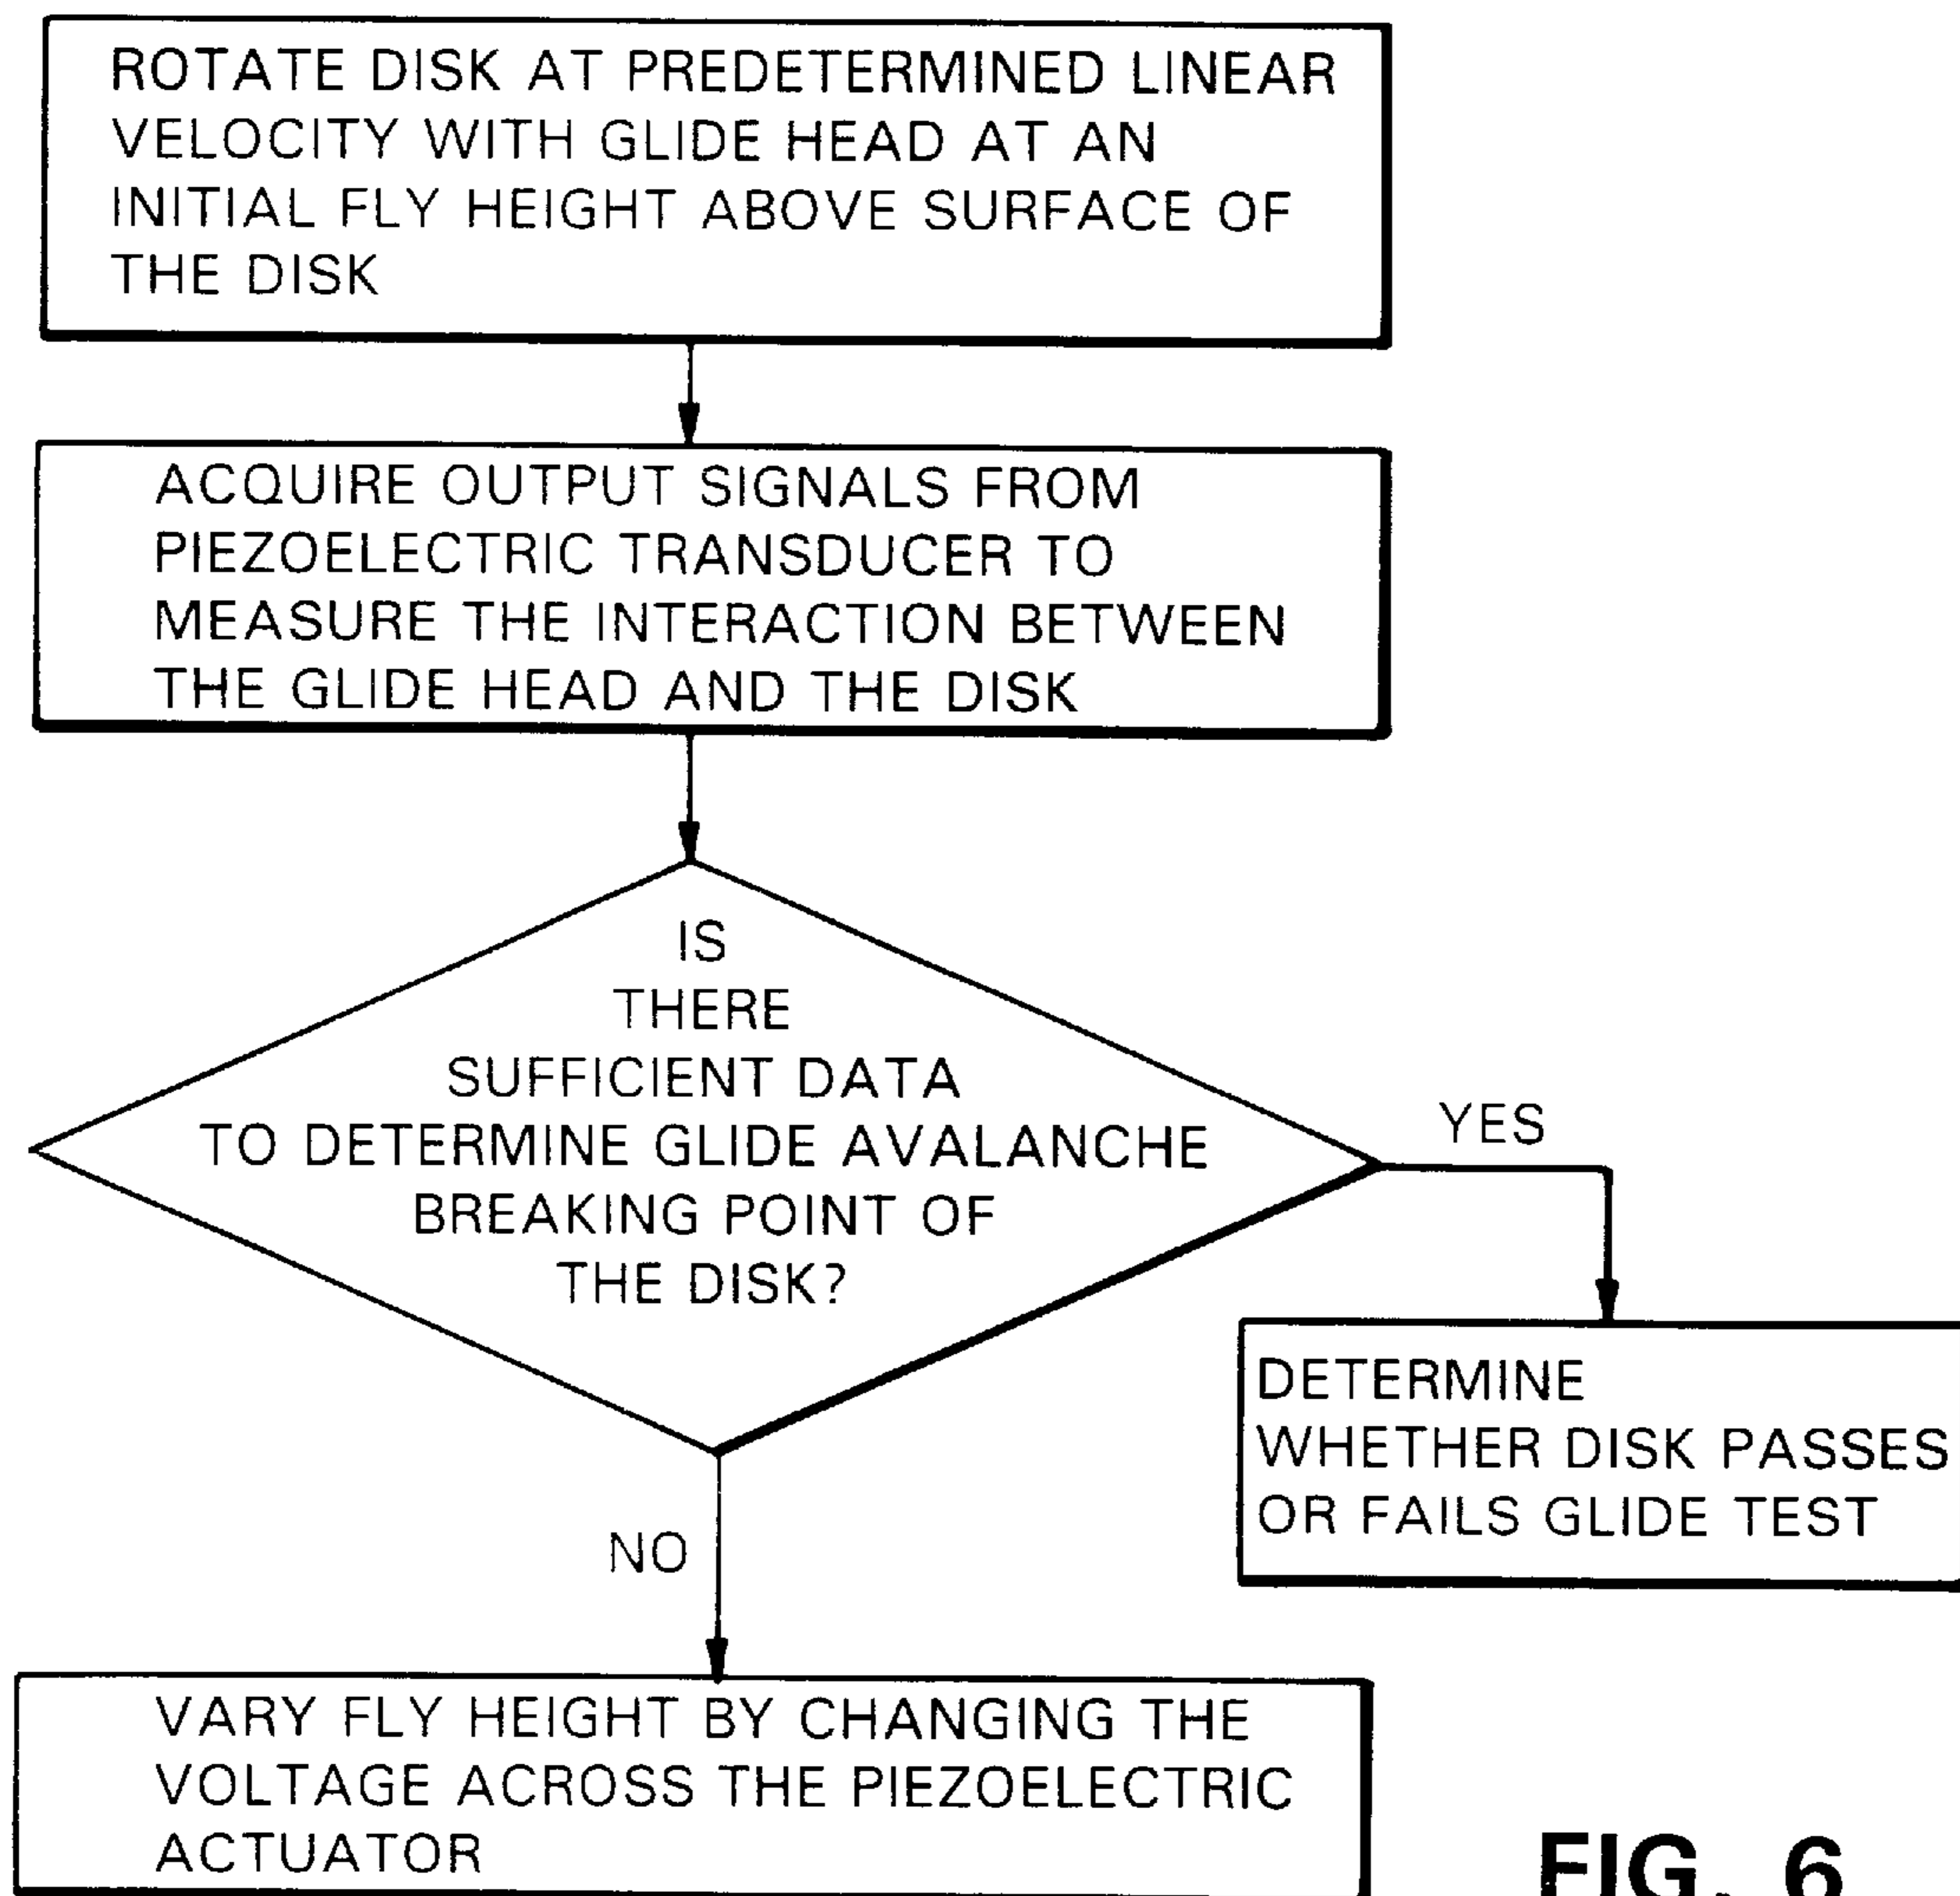 ROTATE DISK AT PREDETERMINED LINEAR
VELOCITY WITH GLIDE HEAD AT AN
INITIAL FLY HEIGHT ABOVE SURFACE OF
THE DISK
ACQUIRE OUTPUT SIGNALS FROM
PIEZOELECTRIC TRANSDUCER TO
MEASURE THE INTERACTION BETWEEN
THE GLIDE HEAD AND THE DISK
IS
THERE
SUFFICIENT DATA
TO DETERMINE GLIDE AVALANCHE
BREAKING POINT OF
THE DISK?
YES
DETERMINE
WHETHER DISK PASSES
OR FAILS GLIDE TEST
NO
VARY FLY HEIGHT BY CHANGING THE
VOLTAGE ACROSS THE PIEZOELECTRIC
ACTUATOR
FIG. 6